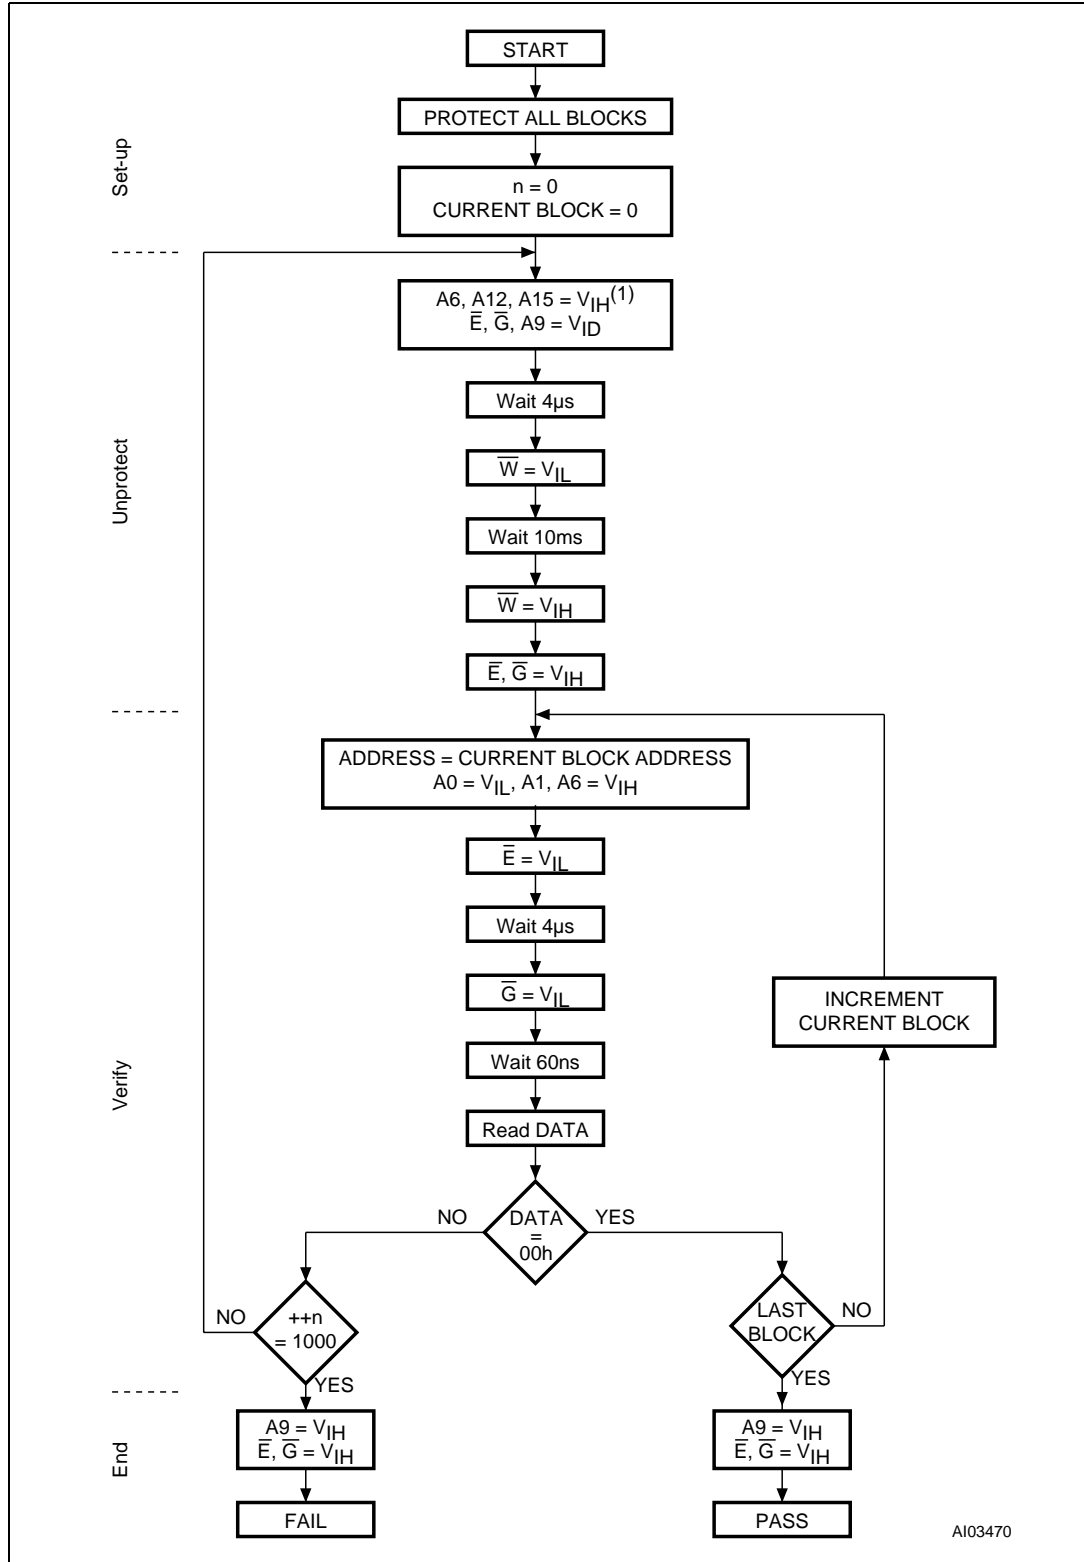 START
PROTECT ALL BLOCKS
Set-up
n = 0
CURRENT BLOCK = 0
A6, A12, A15 = VIH(1)
E̅, G̅, A9 = VID
Wait 4µs
Unprotect
W̅ = VIL
Wait 10ms
W̅ = VIH
E̅, G̅ = VIH
ADDRESS = CURRENT BLOCK ADDRESS
A0 = VIL, A1, A6 = VIH
E̅ = VIL
Wait 4µs
G̅ = VIL
INCREMENT
CURRENT BLOCK
Wait 60ns
Verify
Read DATA
NO
DATA
=
00h
YES
NO
++n
= 1000
YES
LAST
BLOCK
NO
YES
End
A9 = VIH
E̅, G̅ = VIH
A9 = VIH
E̅, G̅ = VIH
FAIL
PASS
AI03470